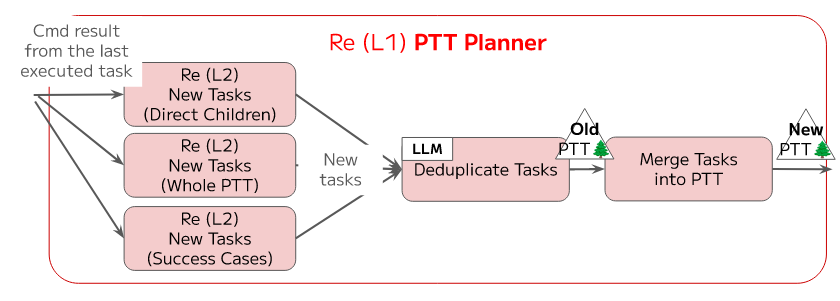 Cmd result
from the last
executed task
Re (L1) PTT Planner
Re (L2)
New Tasks
(Direct Children)
Re (L2)
New Tasks
(Whole PTT)
Re (L2)
New Tasks
(Success Cases)
New
tasks
LLM
Deduplicate Tasks
Old
PTT
Merge Tasks
into PTT
New
PTT